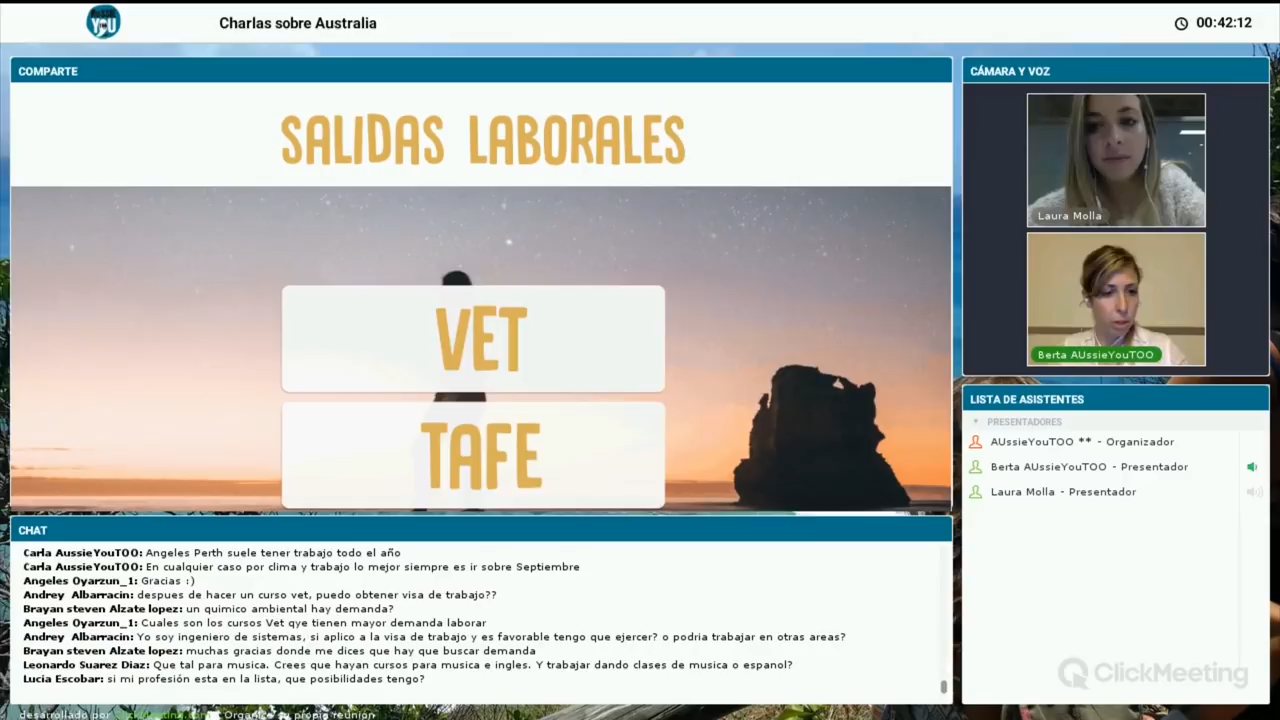 YOU
Charlas sobre Australia
00:42:12
COMPARTE
SALIDAS LABORALES
VET
TAFE
CÁMARA Y VOZ
Laura Molla
Berta AUssieYouTOO
LISTA DE ASISTENTES
PRESENTADORES
AUssieYouTOO ** - Organizador
Berta AUssieYouTOO - Presentador
Laura Molla - Presentador
CHAT
Carla AussieYouTOO: Angeles Perth suele tener trabajo todo el año
Carla AussieYouTOO: En cualquier caso por clima y trabajo lo mejor siempre es ir sobre Septiembre
Angeles Oyarzun_1: Gracias :)
Andrey Albarracin: despues de hacer un curso vet, puedo obtener visa de trabajo??
Brayan steven Alzate lopez: un quimico ambiental hay demanda?
Angeles Oyarzun_1: Cuales son los cursos Vet qye tienen mayor demanda laborar
Andrey Albarracin: Yo soy ingeniero de sistemas, si aplico a la visa de trabajo y es favorable tengo que ejercer? o podria trabajar en otras areas?
Brayan steven Alzate lopez: muchas gracias donde me dices que hay que buscar demanda
Leonardo Suarez Diaz: Que tal para musica. Crees que hayan cursos para musica e ingles. Y trabajar dando clases de musica o espanol?
Lucia Escobar: si mi profesión esta en la lista, que posibilidades tengo?
ClickMeeting
desarrollado por Organice su propia reunión